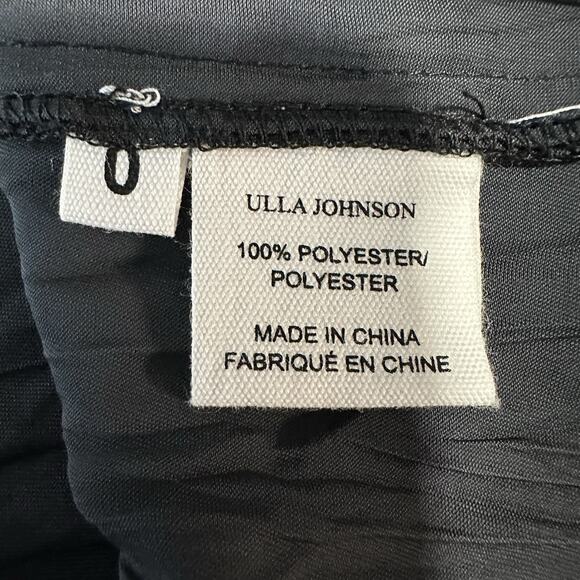 0
ULLA JOHNSON
100% POLYESTER/
POLYESTER
MADE IN CHINA
FABRIQUÉ EN CHINE